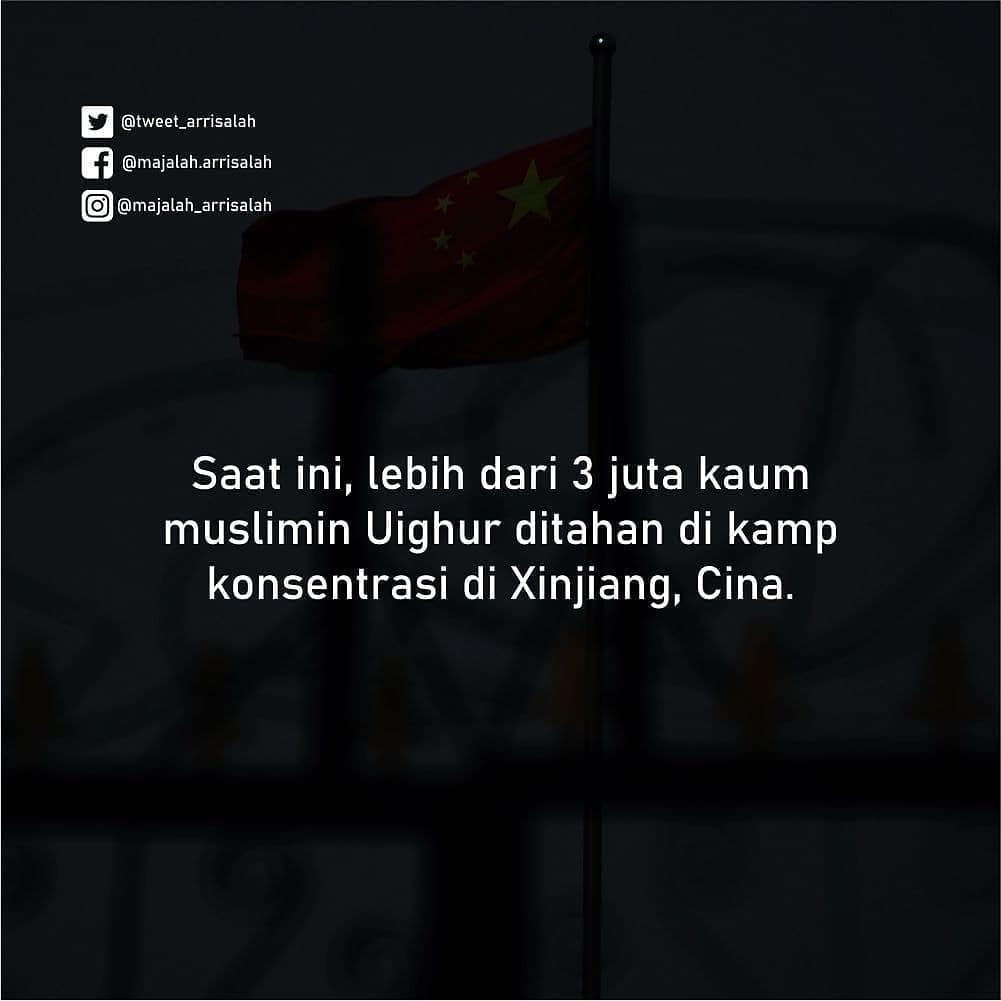 @tweet_arrisalah
@majalah.arrisalah
@majalah_arrisalah
Saat ini, lebih dari 3 juta kaum
muslimin Uighur ditahan di kamp
konsentrasi di Xinjiang, Cina.